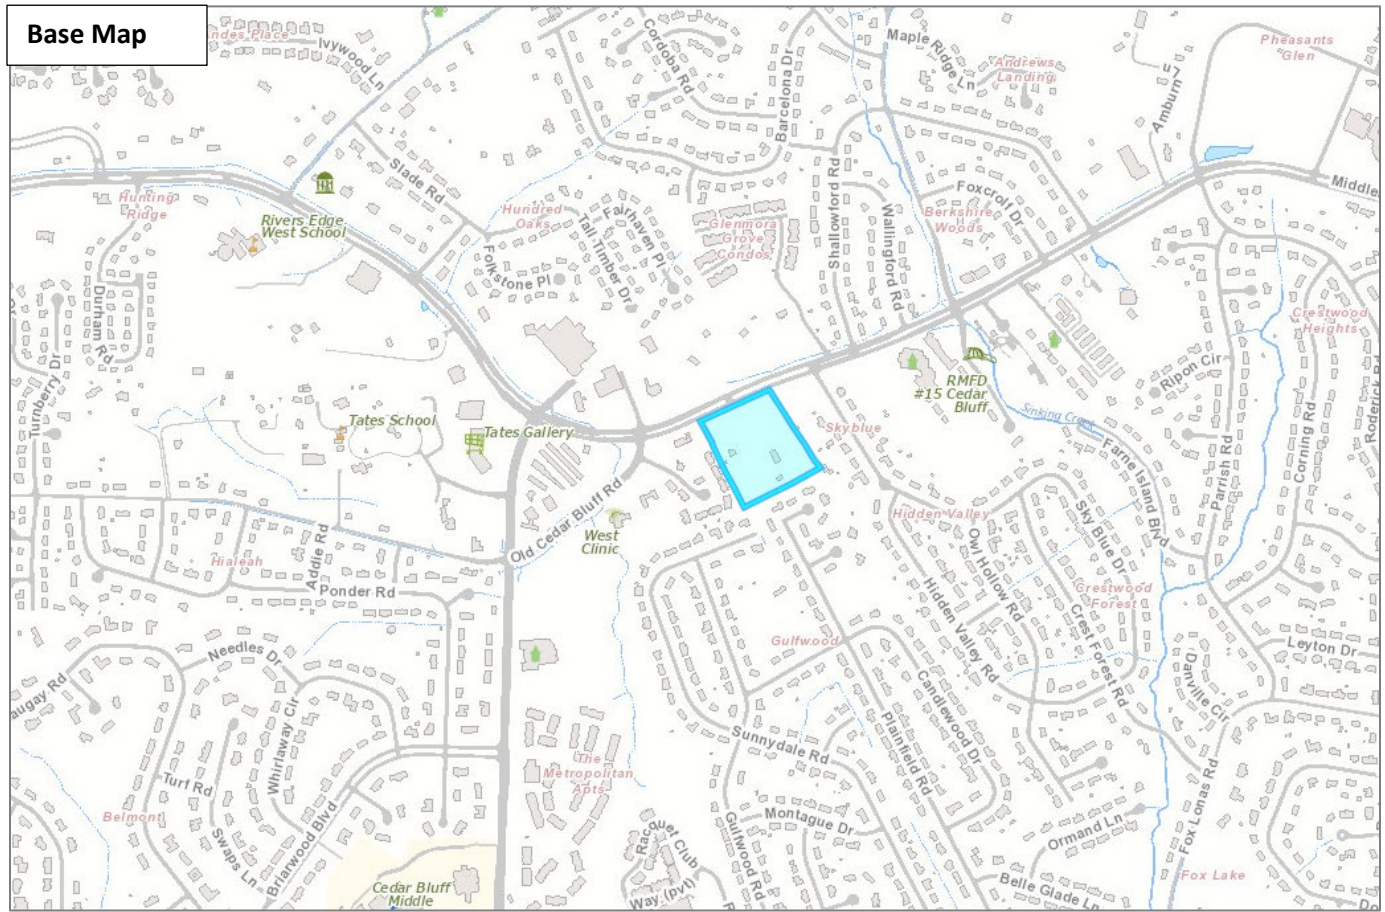 Base Map
ndes Place
Ivywood Ln
Cordoba Rd
Barcelona Dr
Maple Ridge Ln
Andrews
Landing
Pheasants
Glen
Amburn
Middle
Slade Rd
Hunting
Ridge
Rivers Edge
West School
Hundred
Oaks
Fairhaven Pl
Tall Timber Dr
Folkstone Pl
Glenmora
Grove
Condos
Shallowford Rd
Wallingford Rd
Foxcroft Dr
Berkshire
Woods
Durham Rd
Turnberry Dr
Crestwood
Heights
Ripon Cir
Roderick Rd
RMFD
#15 Cedar
Bluff
Sinking Creek
Tates School
Tates Gallery
Skyblue
Farne Island Blvd
Parrish Rd
Corning Rd
Old Cedar Bluff Rd
West
Clinic
Hidden Valley
Sky Blue Dr
Owl Hollow Rd
Hidden Valley Rd
Crestwood
Forest
Crest Forest Rd
Hialeah
Addie Rd
Ponder Rd
Gulfwood
Leyton Dr
Danville Cir
Needles Dr
augay Rd
Whirlaway Cir
Candlewood Dr
Plainfield Rd
Sunnydale Rd
The
Metropolitan
Apts
Turf Rd
Belmont
Swaps Ln
Briarwood Blvd
Racquet Club
Way (pvt)
Gulfwood Rd
Montague Dr
Ormand Ln
Fox Lonas Rd
Belle Glade Ln
Fox Lake
Cedar Bluff
Middle
Do